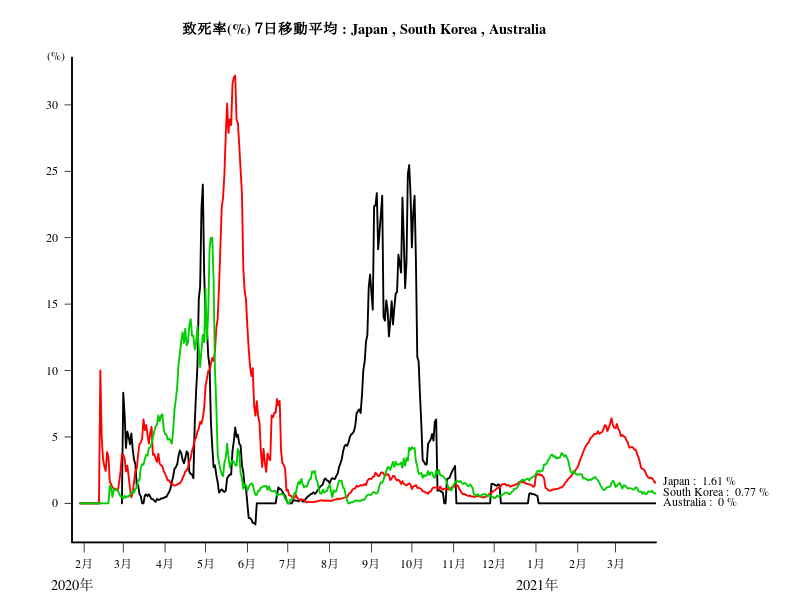 致死率(%) 7日移動平均 : Japan , South Korea , Australia
(%)
30
25
20
15
10
5
0
Japan : 1.61 %
South Korea : 0.77 %
Australia : 0 %
2月 3月 4月 5月 6月 7月 8月 9月 10月 11月 12月 1月 2月 3月
2020年 2021年